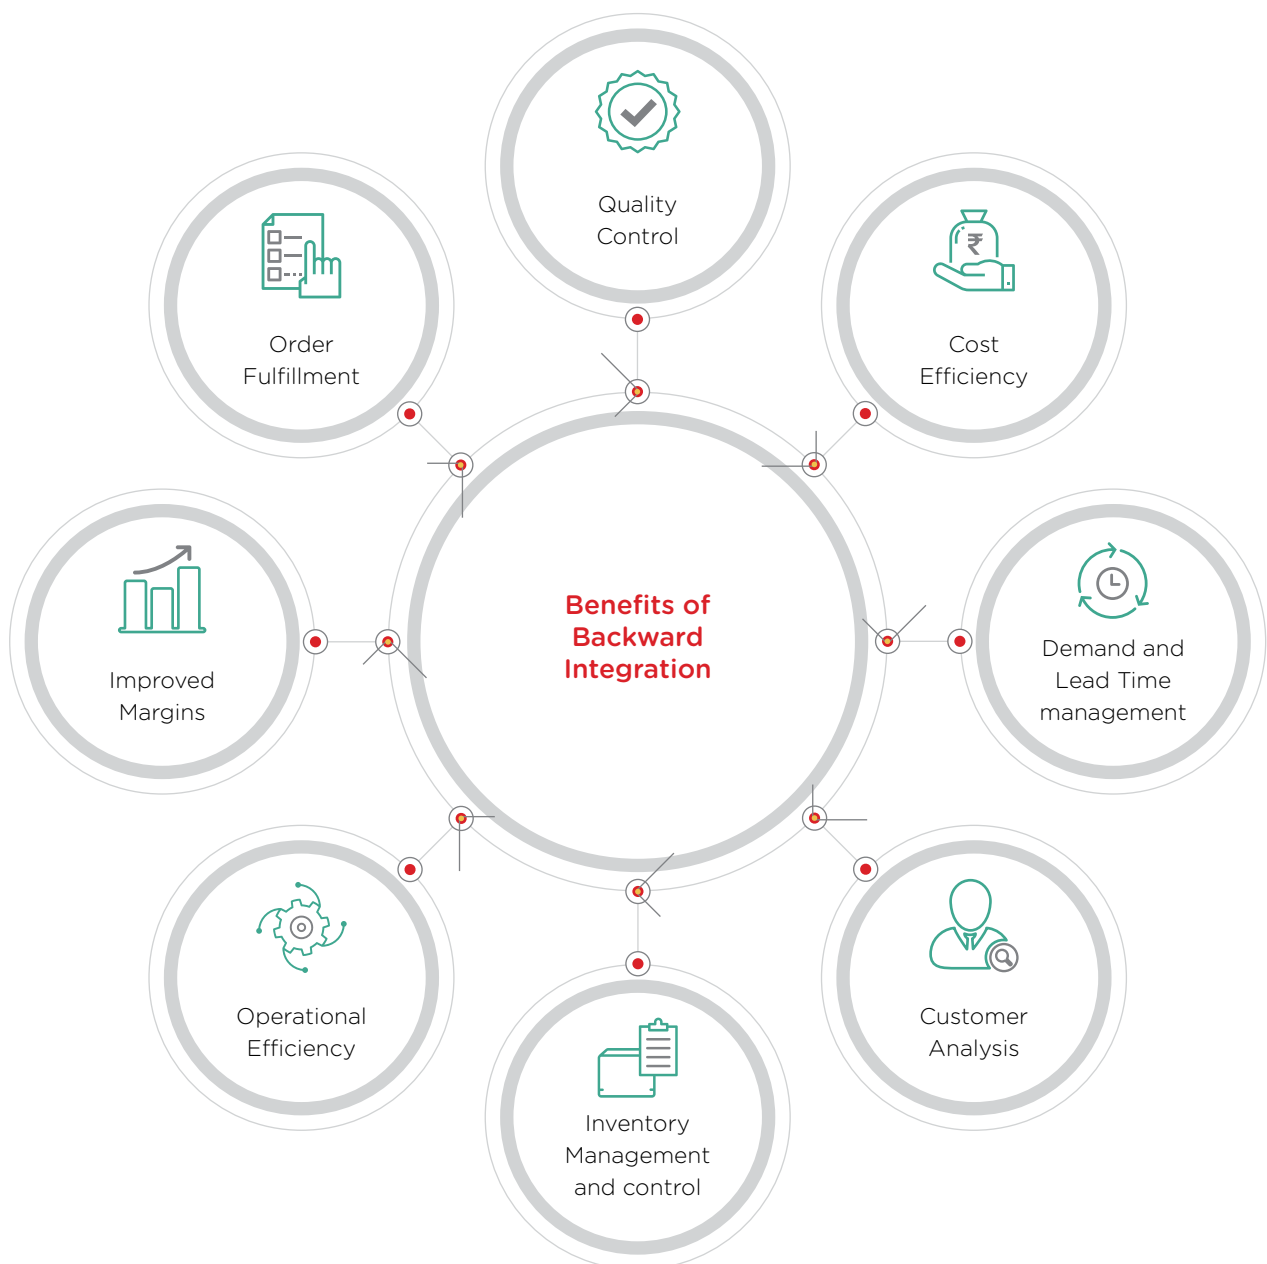 Quality
Control
Order
Fulfillment
₹
Cost
Efficiency
Benefits of
Backward
Integration
Demand and
Lead Time
management
Improved
Margins
Operational
Efficiency
Customer
Analysis
Inventory
Management
and control